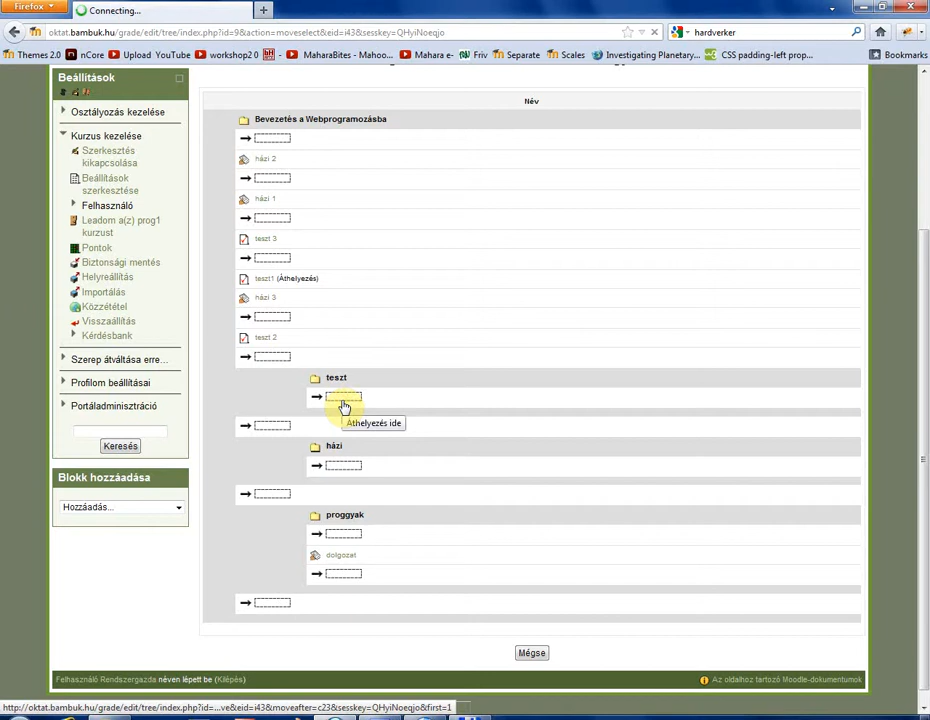 Firefox
Connecting...
oktat.bambuk.hu/grade/edit/tree/index.php?id=9&action=moveselect&eid=i43&sesskey=QHyiNoeqjo
hardverker
Themes 2.0
nCore
Upload
YouTube
workshop2.0
MaharaBites - Mahoo...
Mahara e-
Friv
Separate
Scales
Investigating Planetary...
CSS padding-left prop...
Bookmarks
Beállítások
Osztályozás kezelése
Kurzus kezelése
Szerkesztés
kikapcsolása
Beállítások
szerkesztése
Felhasználó
Leadom a(z) prog1
kurzust
Pontok
Biztonsági mentés
Helyreállítás
Importálás
Közzététel
Visszaállítás
Kérdésbank
Szerep átváltása erre...
Profilom beállításai
Portáladminisztráció
Keresés
Blokk hozzáadása
Hozzáadás...
Név
Bevezetés a Webprogramozásba
házi 2
házi 1
teszt 3
teszt1 (Áthelyezés)
házi 3
teszt 2
teszt
Áthelyezés ide
házi
proggyak
dolgozat
Mégse
Felhasználó Rendszergazda néven lépett be (Kilépés)
Az oldalhoz tartozó Moodle-dokumentumok
http://oktat.bambuk.hu/grade/edit/tree/index.php?id=...ve&eid=i43&moveafter=c23&sesskey=QHyiNoeqjo&first=1